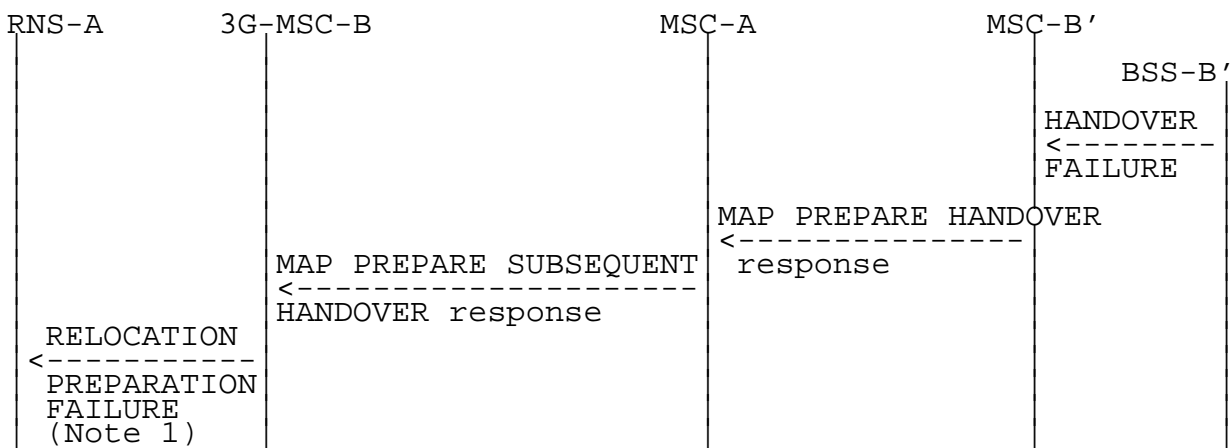 RNS-A 3G-MSC-B MSC-A MSC-B'
BSS-B'
HANDOVER
FAILURE
MAP PREPARE HANDOVER
response
MAP PREPARE SUBSEQUENT
HANDOVER response
RELOCATION
PREPARATION
FAILURE
(Note 1)